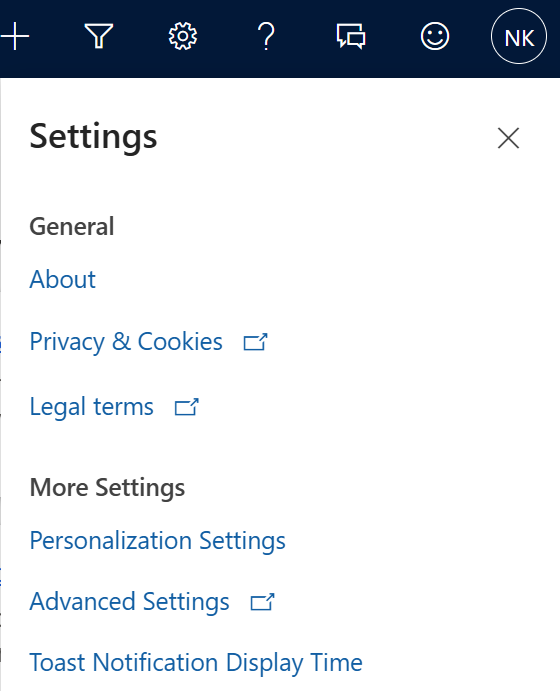 NK
Settings
General
About
Privacy & Cookies
Legal terms
More Settings
Personalization Settings
Advanced Settings
Toast Notification Display Time